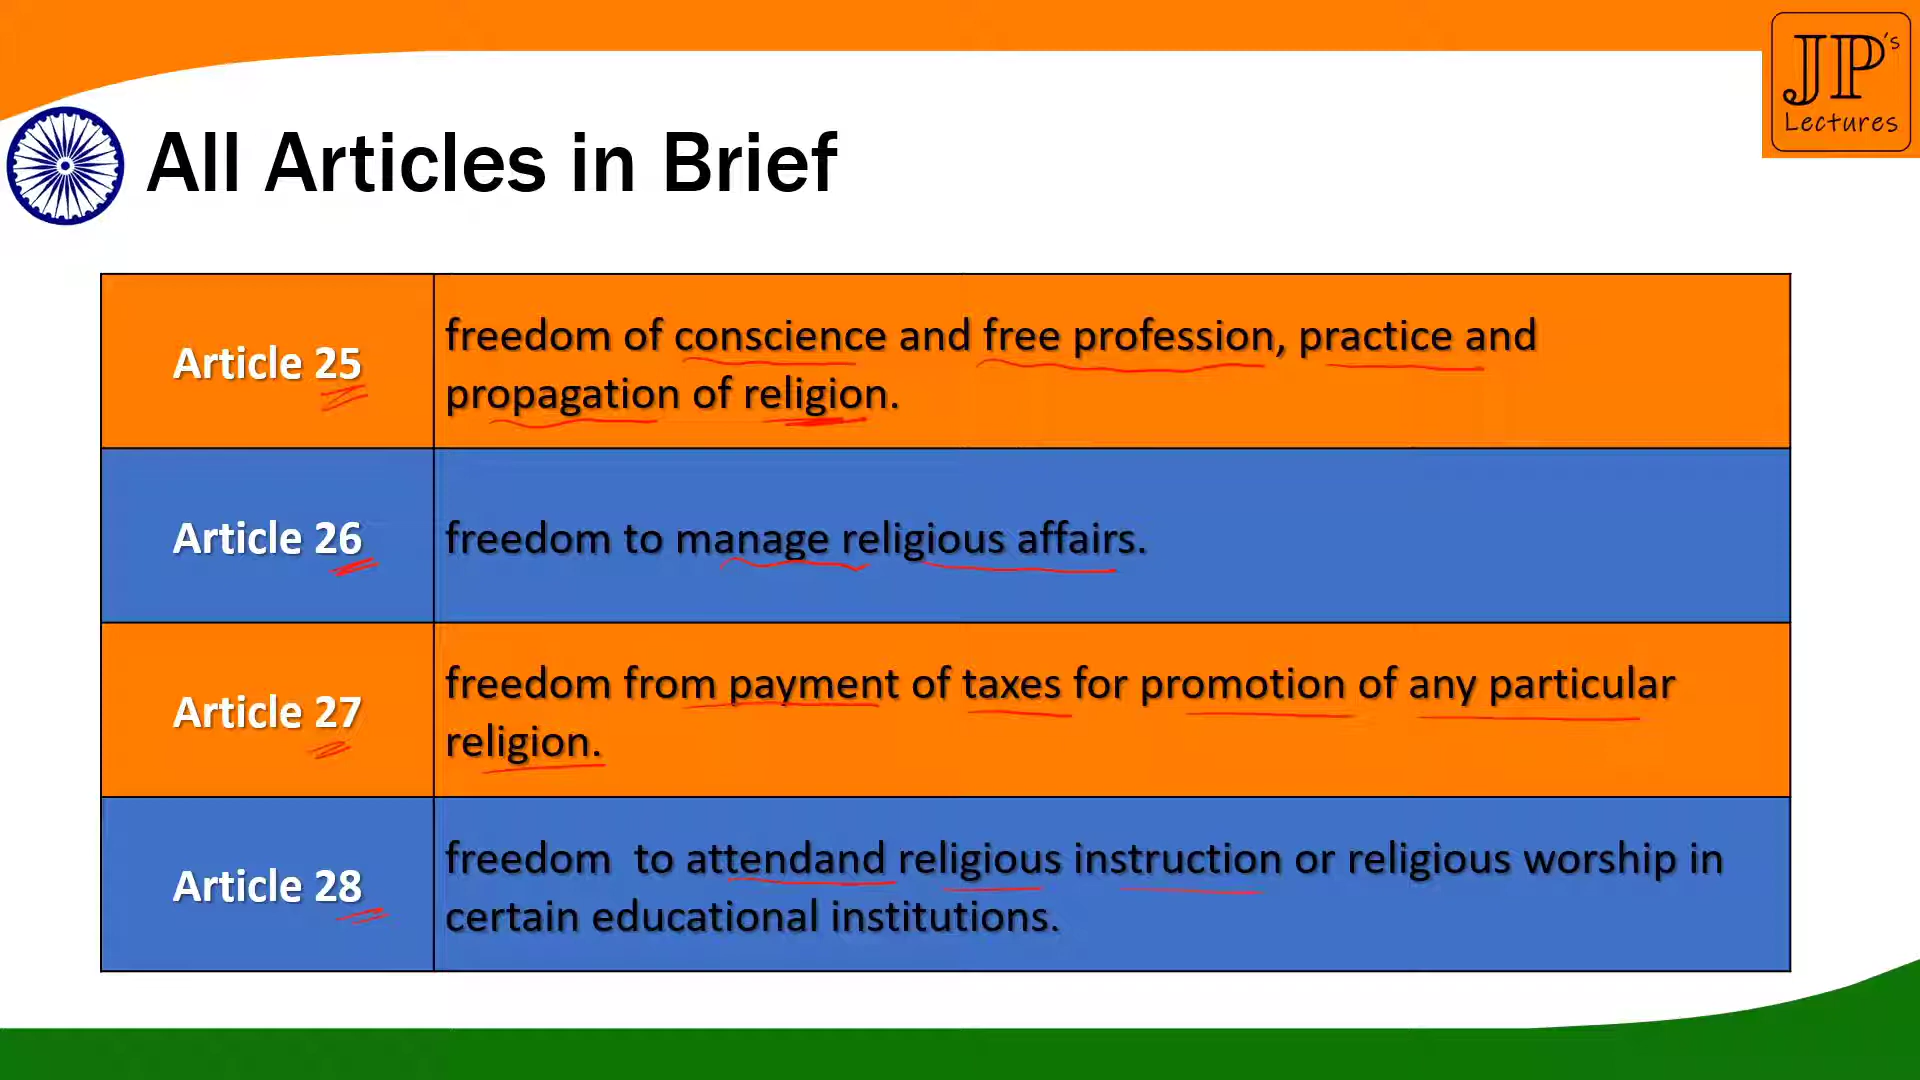 JP's
Lectures
All Articles in Brief
Article 25
freedom of conscience and free profession, practice and
propagation of religion.
Article 26
freedom to manage religious affairs.
Article 27
freedom from payment of taxes for promotion of any particular
religion.
Article 28
freedom  to attendand religious instruction or religious worship in
certain educational institutions.